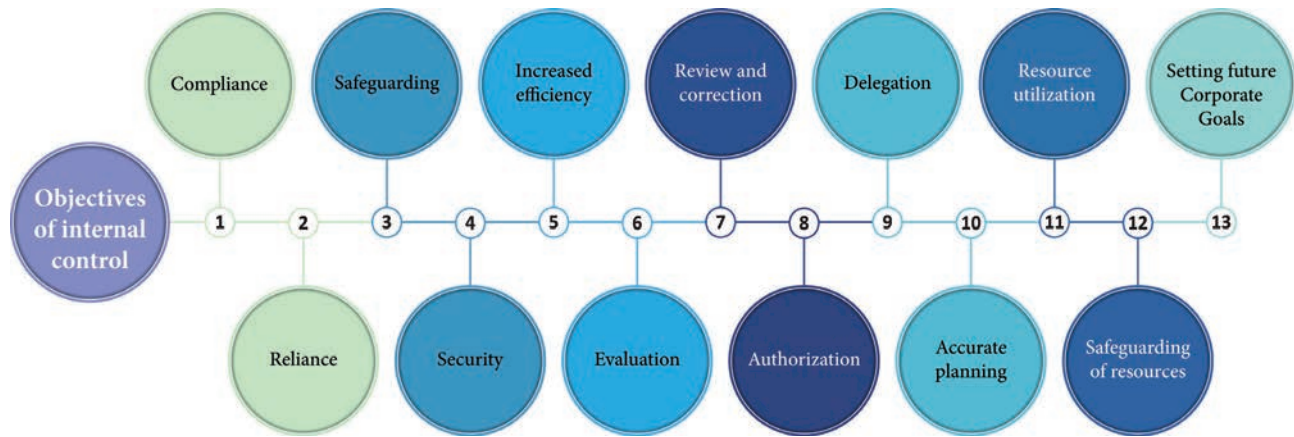 Objectives
of internal
control
1
Compliance
2
Reliance
3
Safeguarding
4
Security
5
Increased
efficiency
6
Evaluation
7
Review and
correction
8
Authorization
9
Delegation
10
Accurate
planning
11
Resource
utilization
12
Safeguarding
of resources
13
Setting future
Corporate
Goals